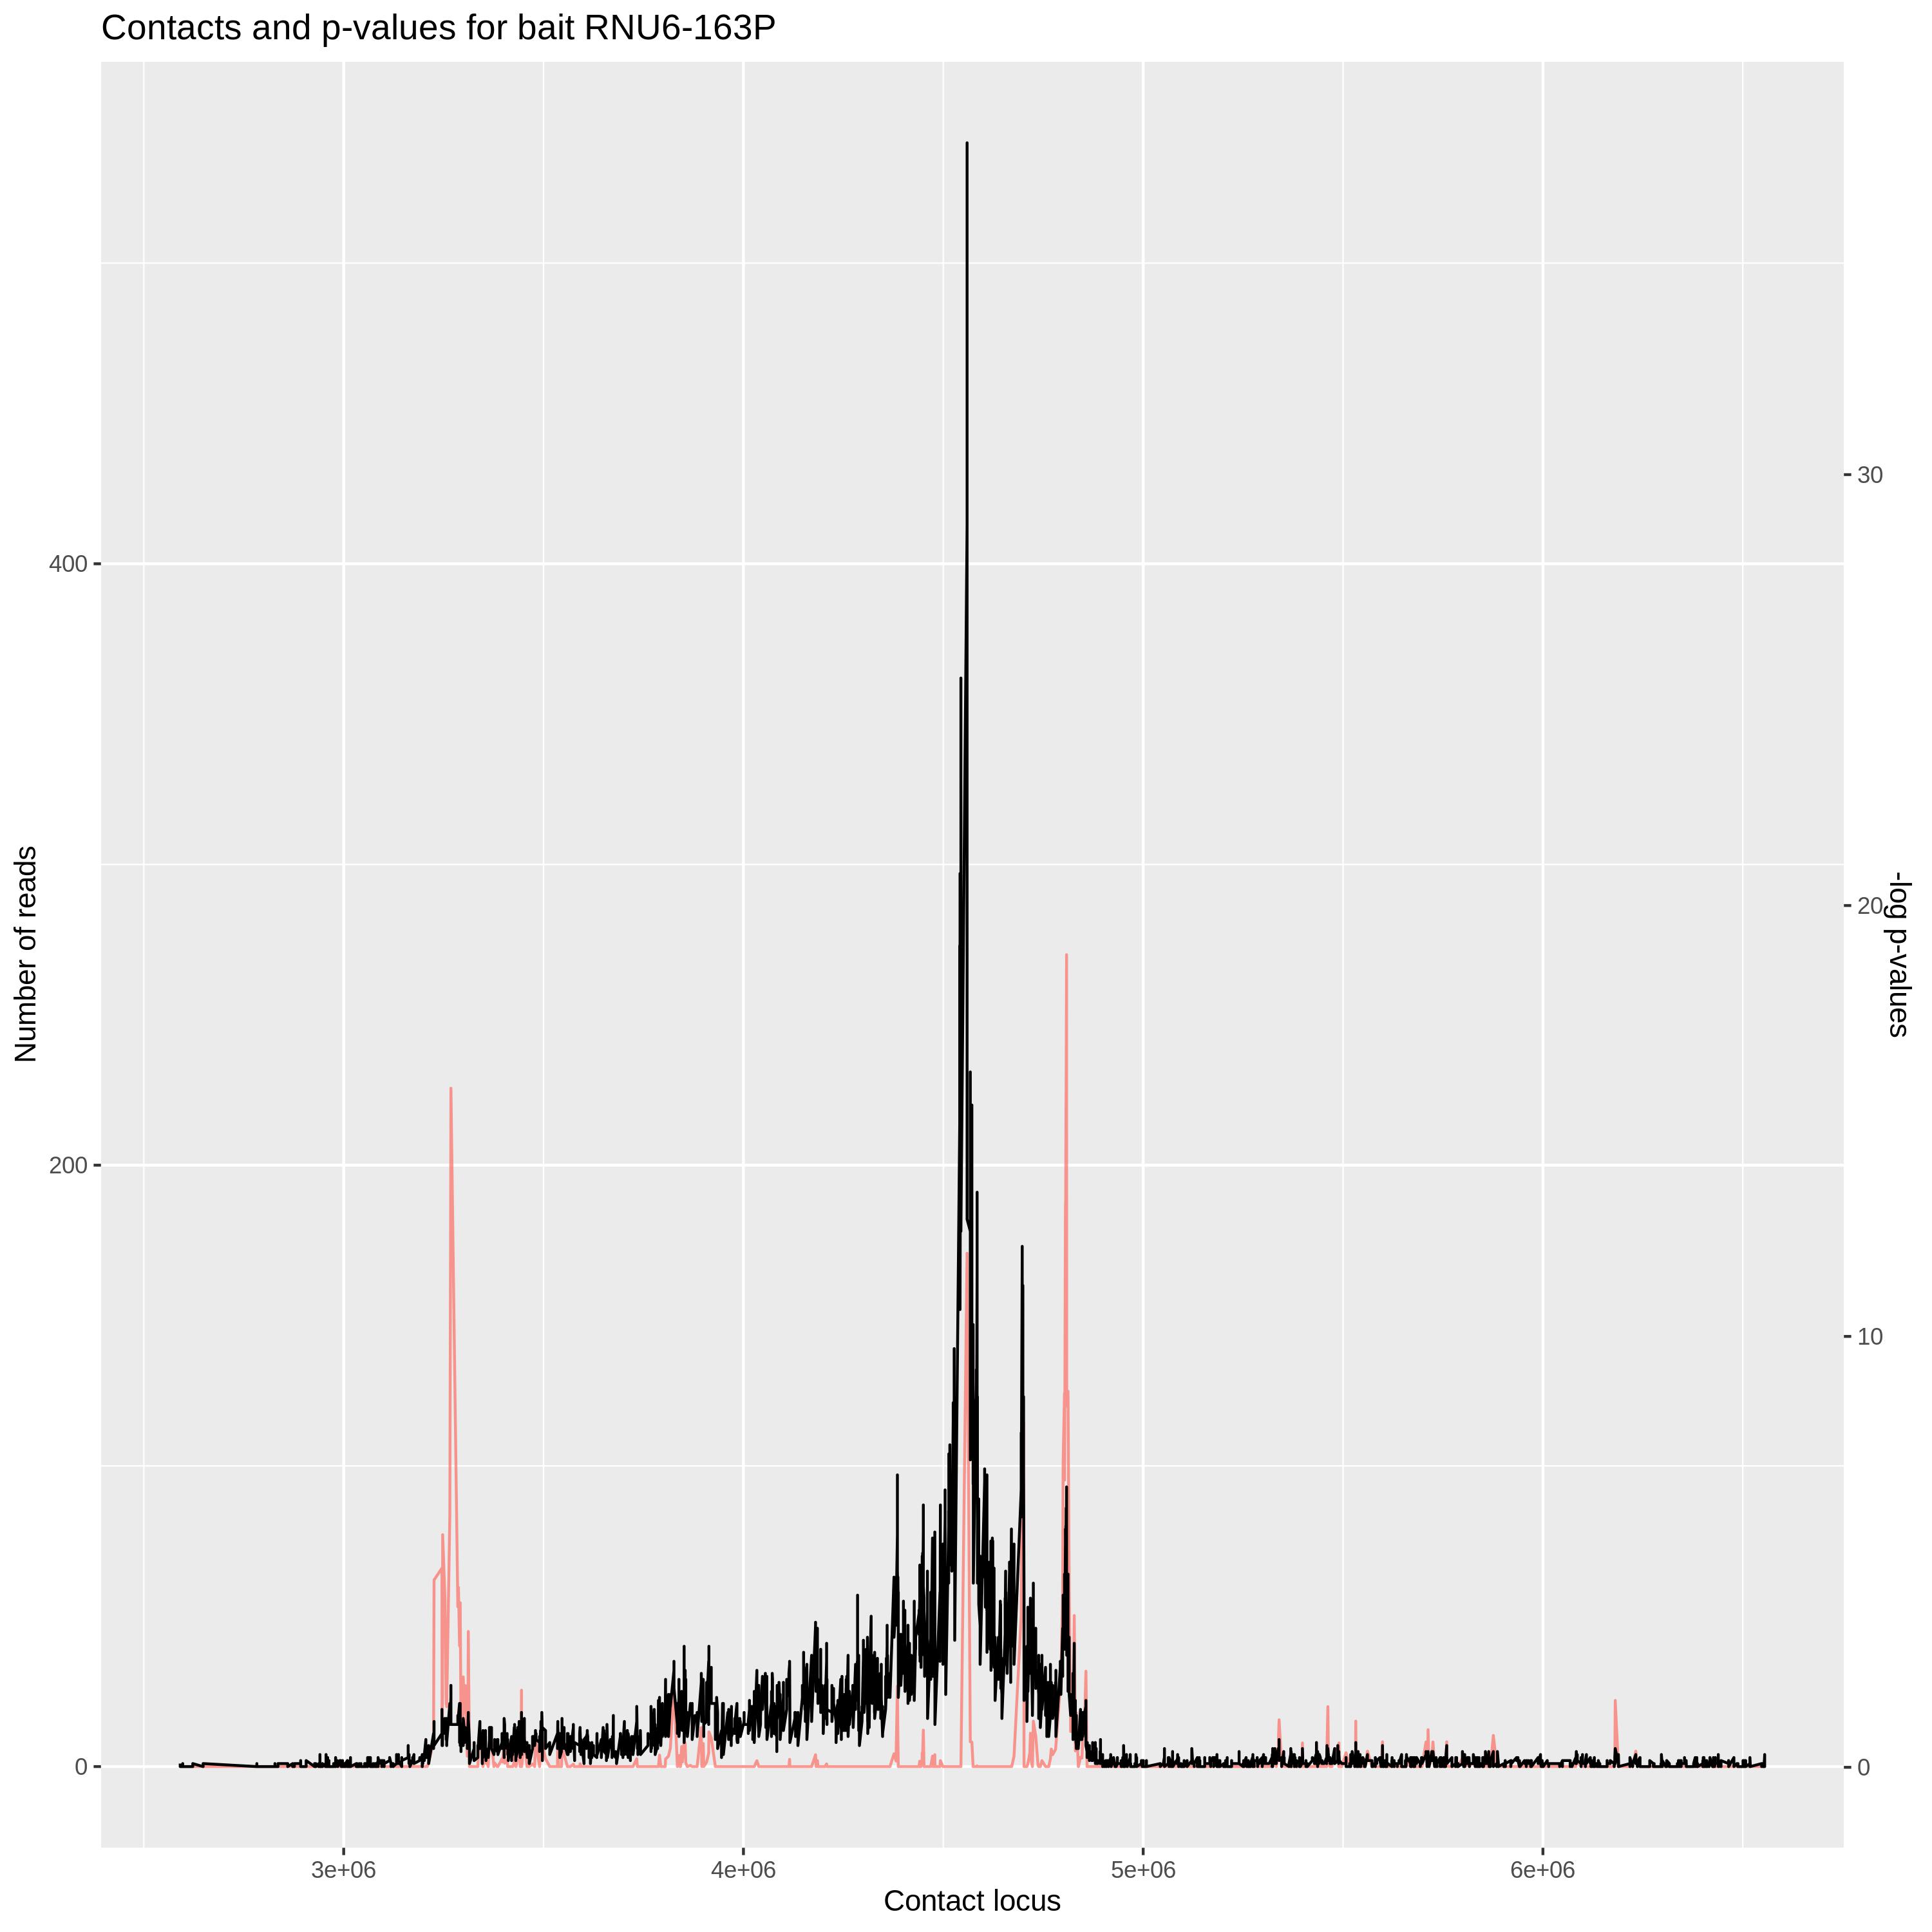 Contacts and p-values for bait RNU6-163P
Number of reads
400
200
0
30
20
10
0
-log p-values
3e+06
4e+06
5e+06
6e+06
Contact locus